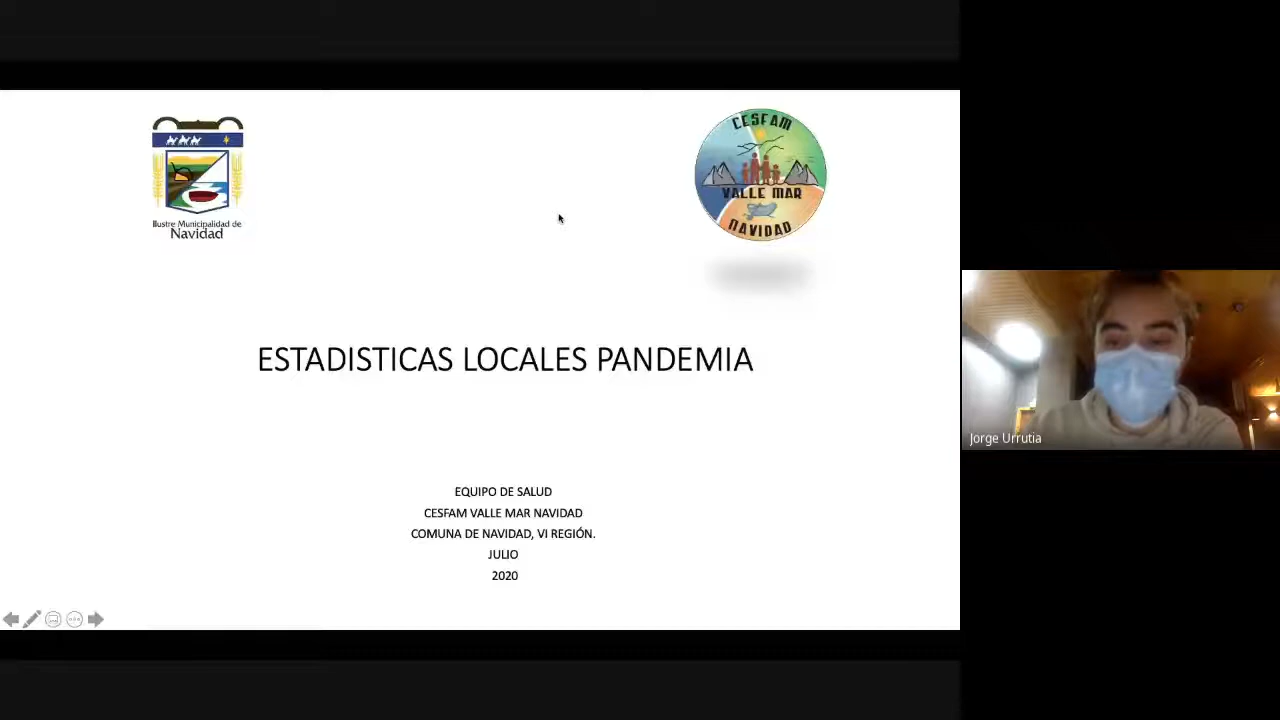 Ilustre Municipalidad de
Navidad
CESFAM
VALLE MAR
NAVIDAD
ESTADISTICAS LOCALES PANDEMIA
EQUIPO DE SALUD
CESFAM VALLE MAR NAVIDAD
COMUNA DE NAVIDAD, VI REGIÓN.
JULIO
2020
Jorge Urrutia